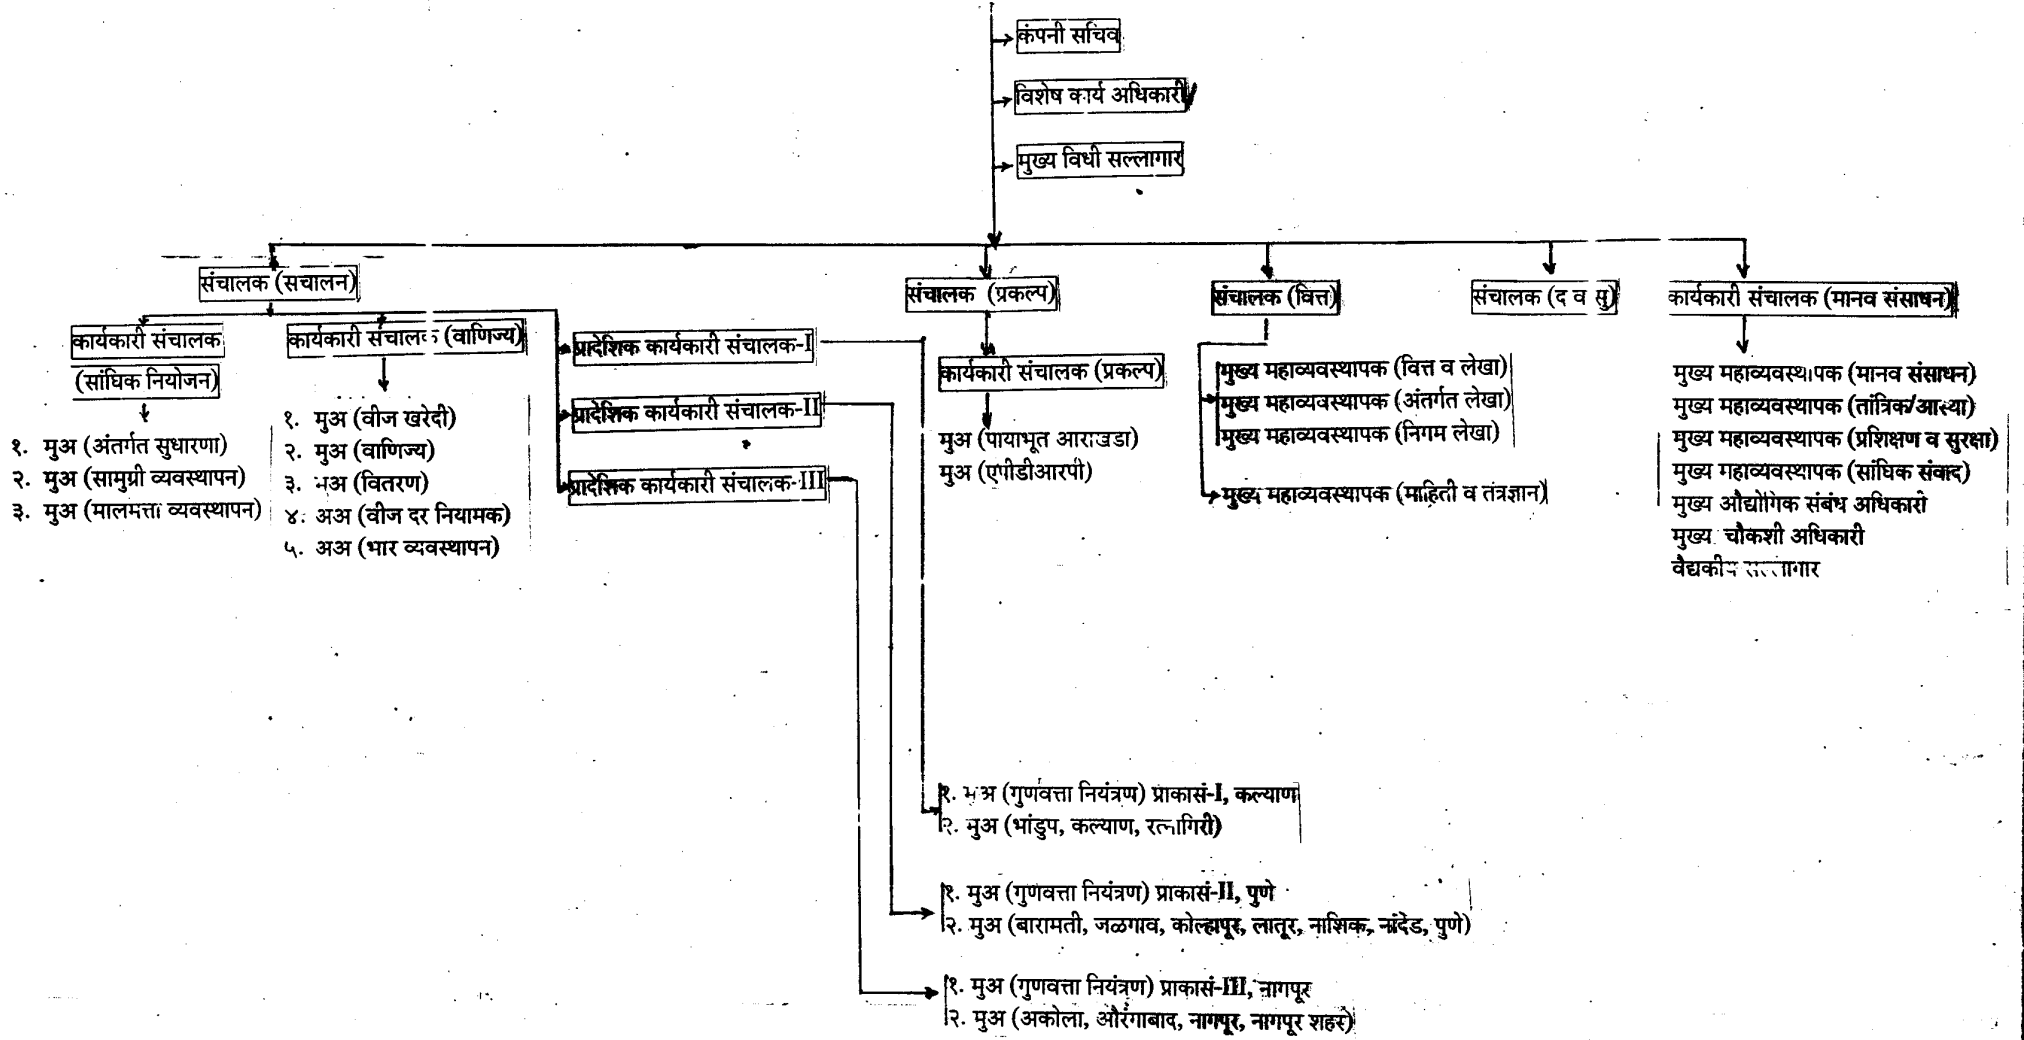 कंपनी सचिव
विशेष कार्य अधिकारी
मुख्य विधी सल्लागार
संचालक (सचालन)
संचालक (प्रकल्प)
संचालक (वित्त)
संचालक (द व सु)
कार्यकारी संचालक (मानव संसाधन)
कार्यकारी संचालक
(सांघिक नियोजन)
१. मुअ (अंतर्गत सुधारणा)
२. मुअ (सामुग्री व्यवस्थापन)
३. मुअ (मालमत्ता व्यवस्थापन)
कार्यकारी संचालक (वाणिज्य)
१. मुअ (वीज खरेदी)
२. मुअ (वाणिज्य)
३. मुअ (वितरण)
४. अअ (वीज दर नियामक)
५. अअ (भार व्यवस्थापन)
प्रादेशिक कार्यकारी संचालक-I
प्रादेशिक कार्यकारी संचालक-II
प्रादेशिक कार्यकारी संचालक-III
कार्यकारी संचालक (प्रकल्प)
मुअ (पायाभूत आराखडा)
मुअ (एपीडीआरपी)
मुख्य महाव्यवस्थापक (वित्त व लेखा)
मुख्य महाव्यवस्थापक (अंतर्गत लेखा)
मुख्य महाव्यवस्थापक (निगम लेखा)
मुख्य महाव्यवस्थापक (माहिती व तंत्रज्ञान)
मुख्य महाव्यवस्थापक (मानव संसाधन)
मुख्य महाव्यवस्थापक (तांत्रिक/आस्था)
मुख्य महाव्यवस्थापक (प्रशिक्षण व सुरक्षा)
मुख्य महाव्यवस्थापक (सांघिक संवाद)
मुख्य औद्योगिक संबंध अधिकारी
मुख्य चौकशी अधिकारी
वैद्यकीय सल्लागार
१. मुअ (गुणवत्ता नियंत्रण) प्राकासं-I, कल्याण
२. मुअ (भांडुप, कल्याण, रत्नागिरी)
१. मुअ (गुणवत्ता नियंत्रण) प्राकासं-II, पुणे
२. मुअ (बारामती, जळगाव, कोल्हापूर, लातूर, नाशिक, नांदेड, पुणे)
१. मुअ (गुणवत्ता नियंत्रण) प्राकासं-III, नागपूर
२. मुअ (अकोला, औरंगाबाद, नागपूर, नागपूर शहर)